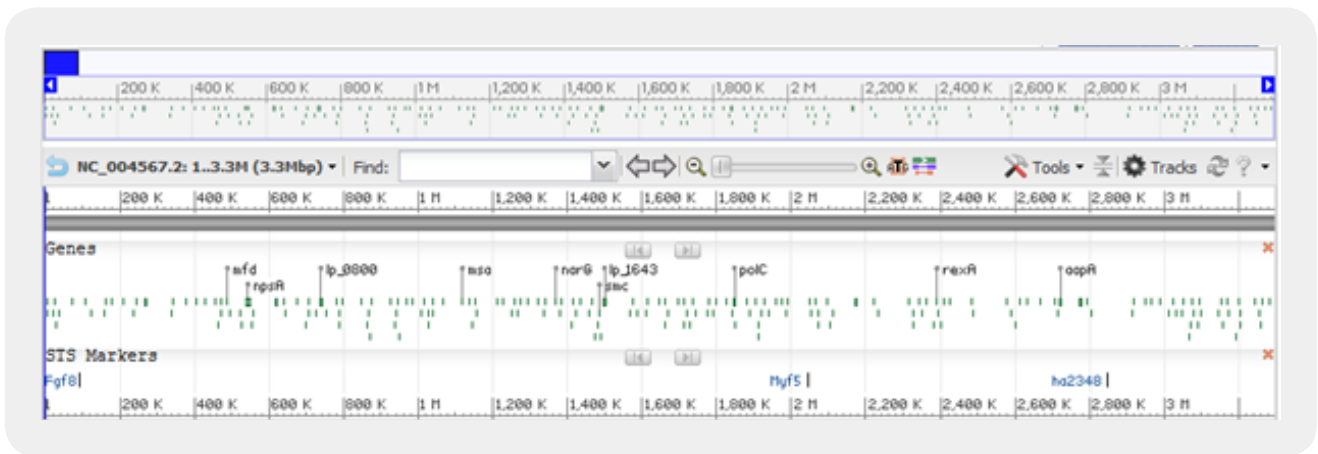 200 K 400 K 600 K 800 K 1 M 1,200 K 1,400 K 1,600 K 1,800 K 2 M 2,200 K 2,400 K 2,600 K 2,800 K 3 M
NC_004567.2: 1..3.3M (3.3Mbp) Find: Tools Tracks ?
1 200 K 400 K 600 K 800 K 1 M 1,200 K 1,400 K 1,600 K 1,800 K 2 M 2,200 K 2,400 K 2,600 K 2,800 K 3 M
Genes
mfd lp_0800 msa narG lp_1643 polC rexA aapA
npsA smc
STS Markers
Fgf8 Myf5 ha2348
1 200 K 400 K 600 K 800 K 1 M 1,200 K 1,400 K 1,600 K 1,800 K 2 M 2,200 K 2,400 K 2,600 K 2,800 K 3 M